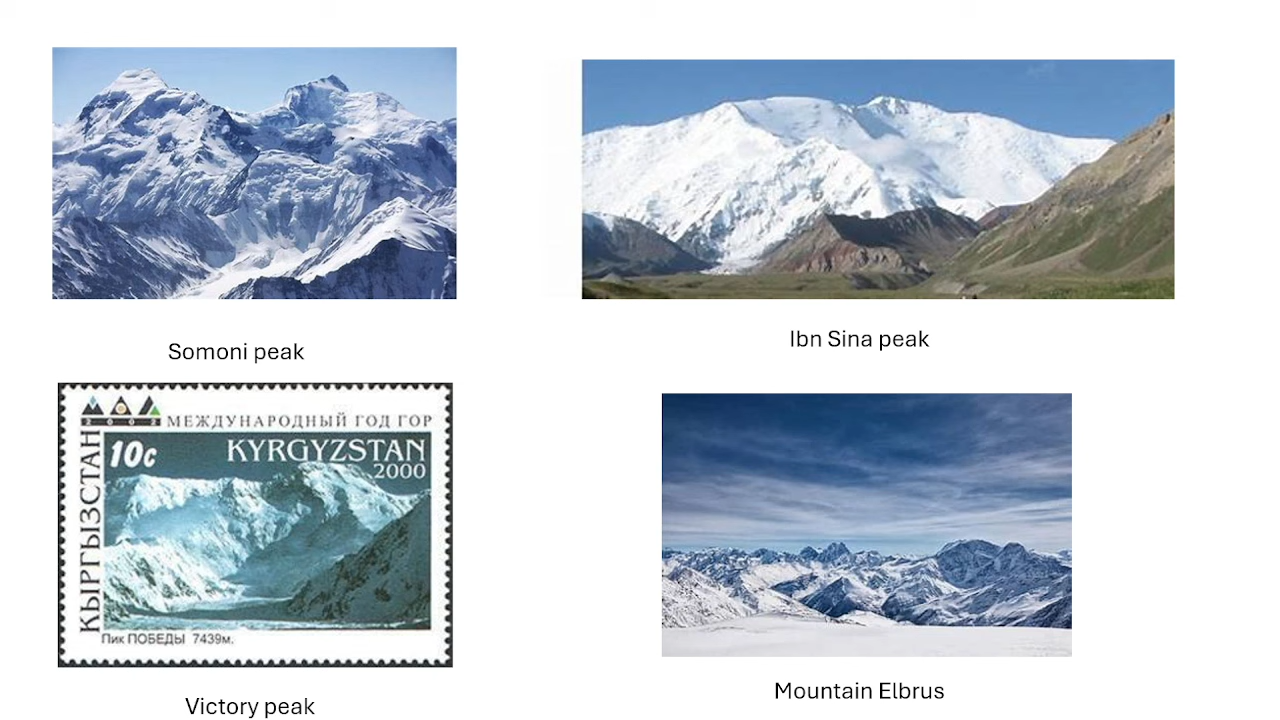 Somoni peak
Ibn Sina peak
2002
МЕЖДУНАРОДНЫЙ ГОД ГОР
КЫРГЫЗСТАН
10c
KYRGYZSTAN
2000
Пик ПОБЕДЫ 7439м.
Victory peak
Mountain Elbrus